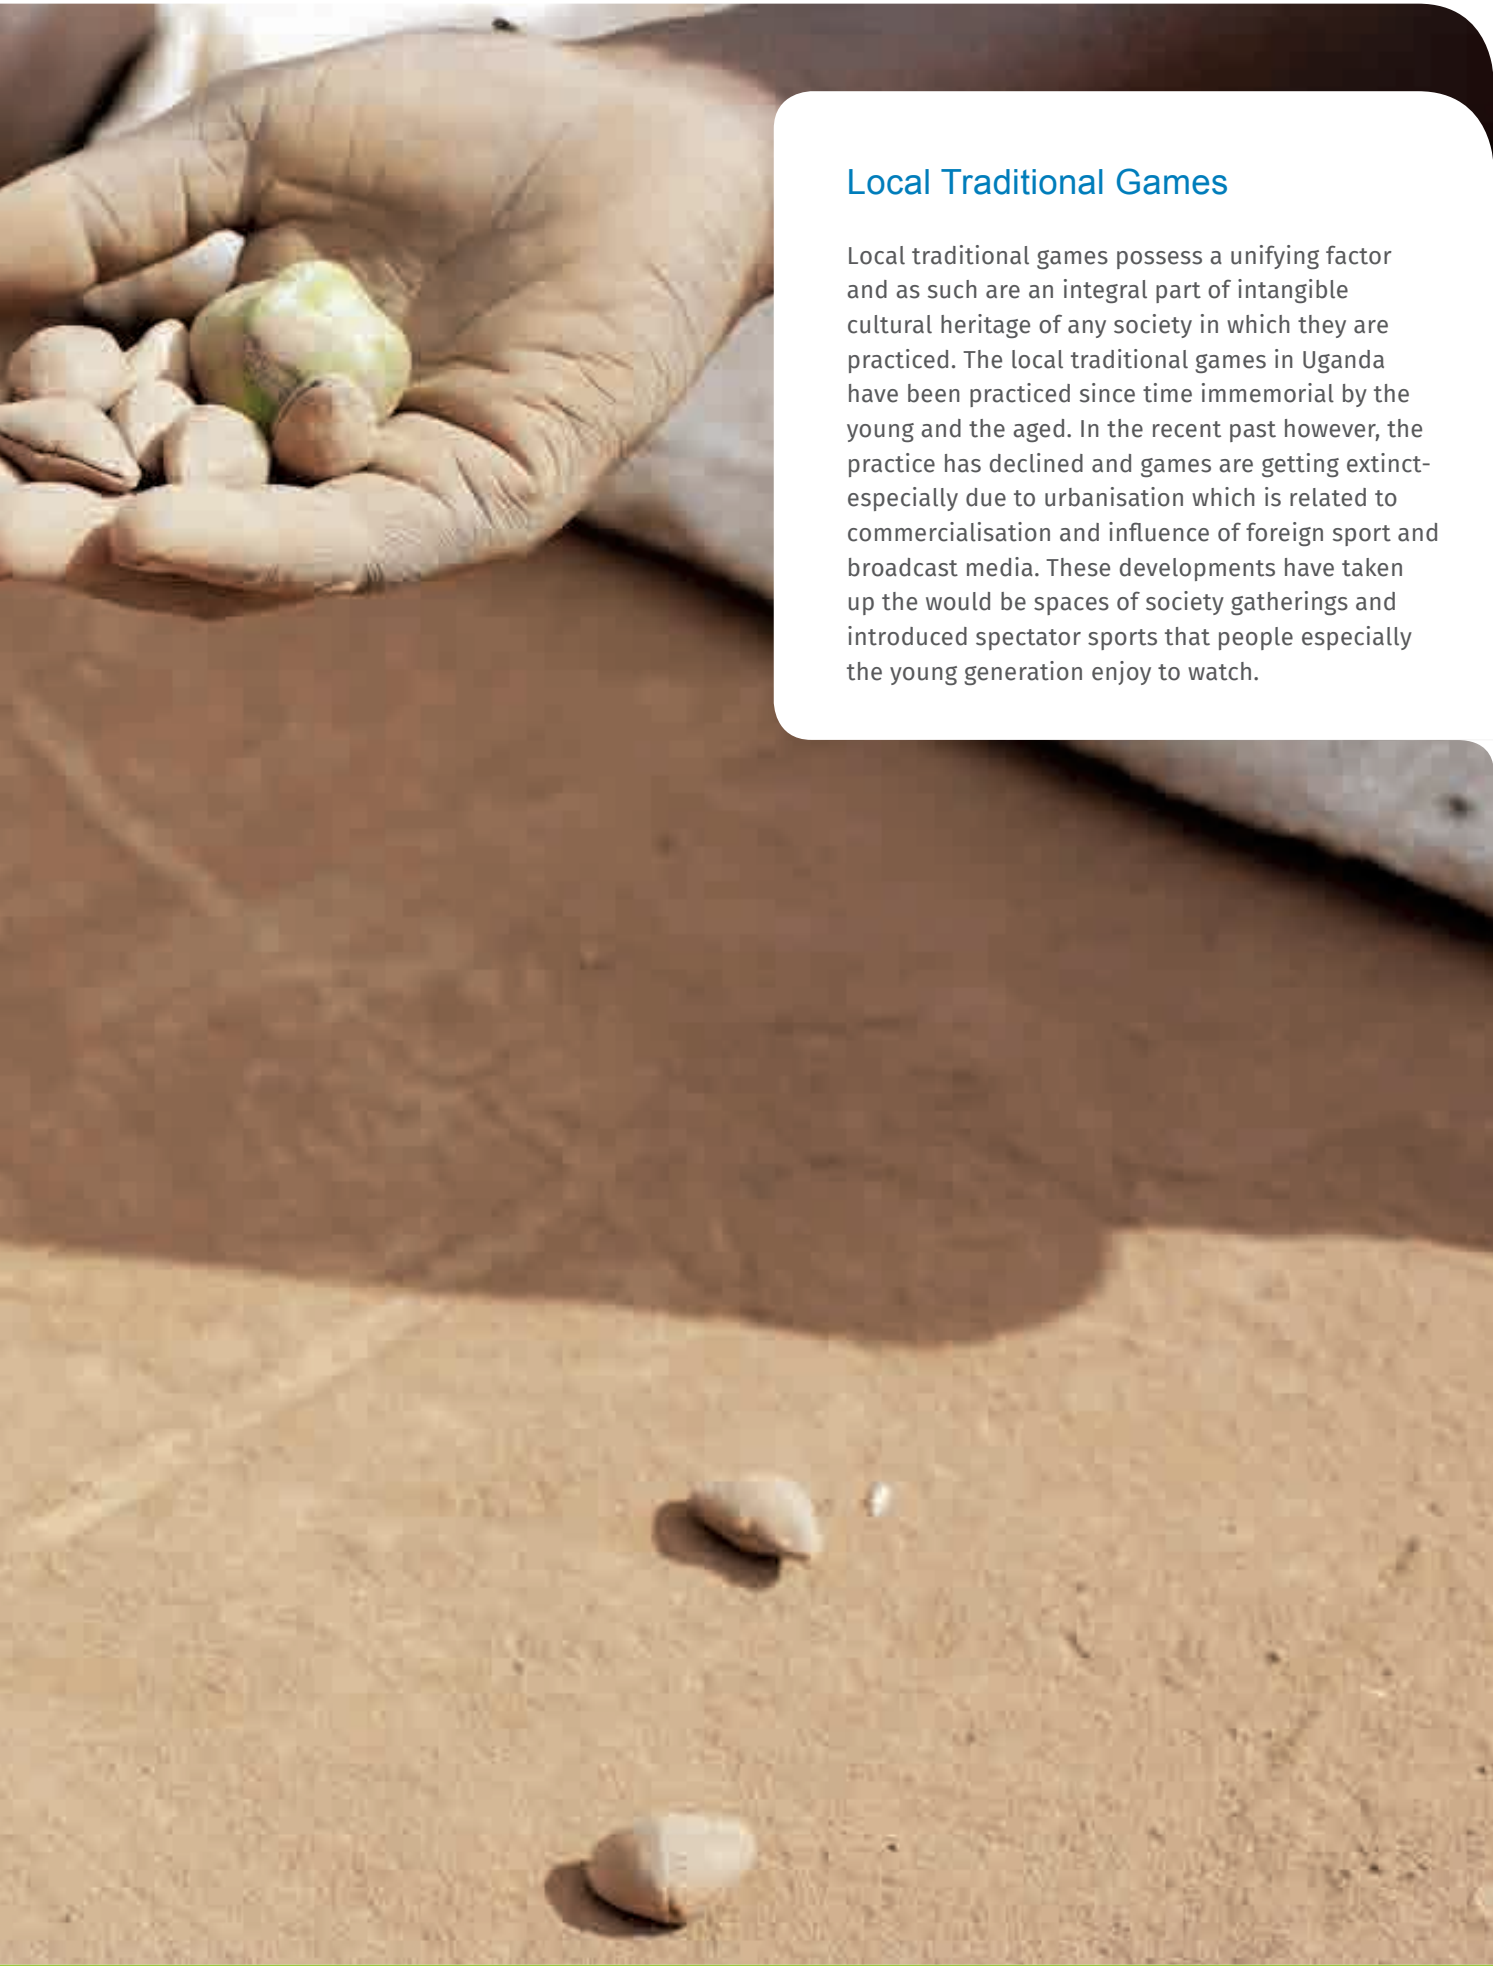 Local Traditional Games
Local traditional games possess a unifying factor
and as such are an integral part of intangible
cultural heritage of any society in which they are
practiced. The local traditional games in Uganda
have been practiced since time immemorial by the
young and the aged. In the recent past however, the
practice has declined and games are getting extinct-
especially due to urbanisation which is related to
commercialisation and influence of foreign sport and
broadcast media. These developments have taken
up the would be spaces of society gatherings and
introduced spectator sports that people especially
the young generation enjoy to watch.